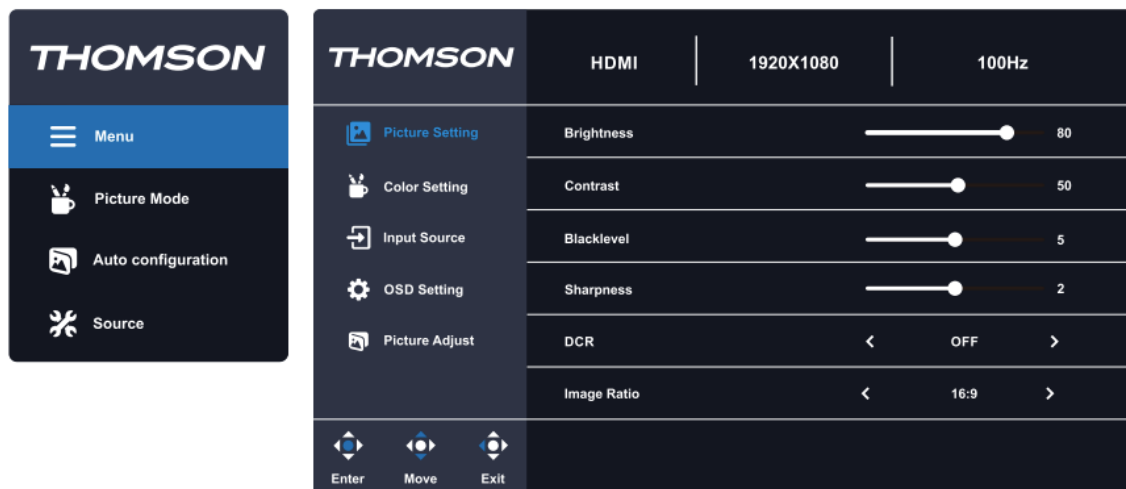 THOMSON
Menu
Picture Mode
Auto configuration
Source
THOMSON
HDMI 1920X1080 100Hz
Picture Setting
Color Setting
Input Source
OSD Setting
Picture Adjust
Brightness 80
Contrast 50
Blacklevel 5
Sharpness 2
DCR OFF
Image Ratio 16:9
Enter Move Exit